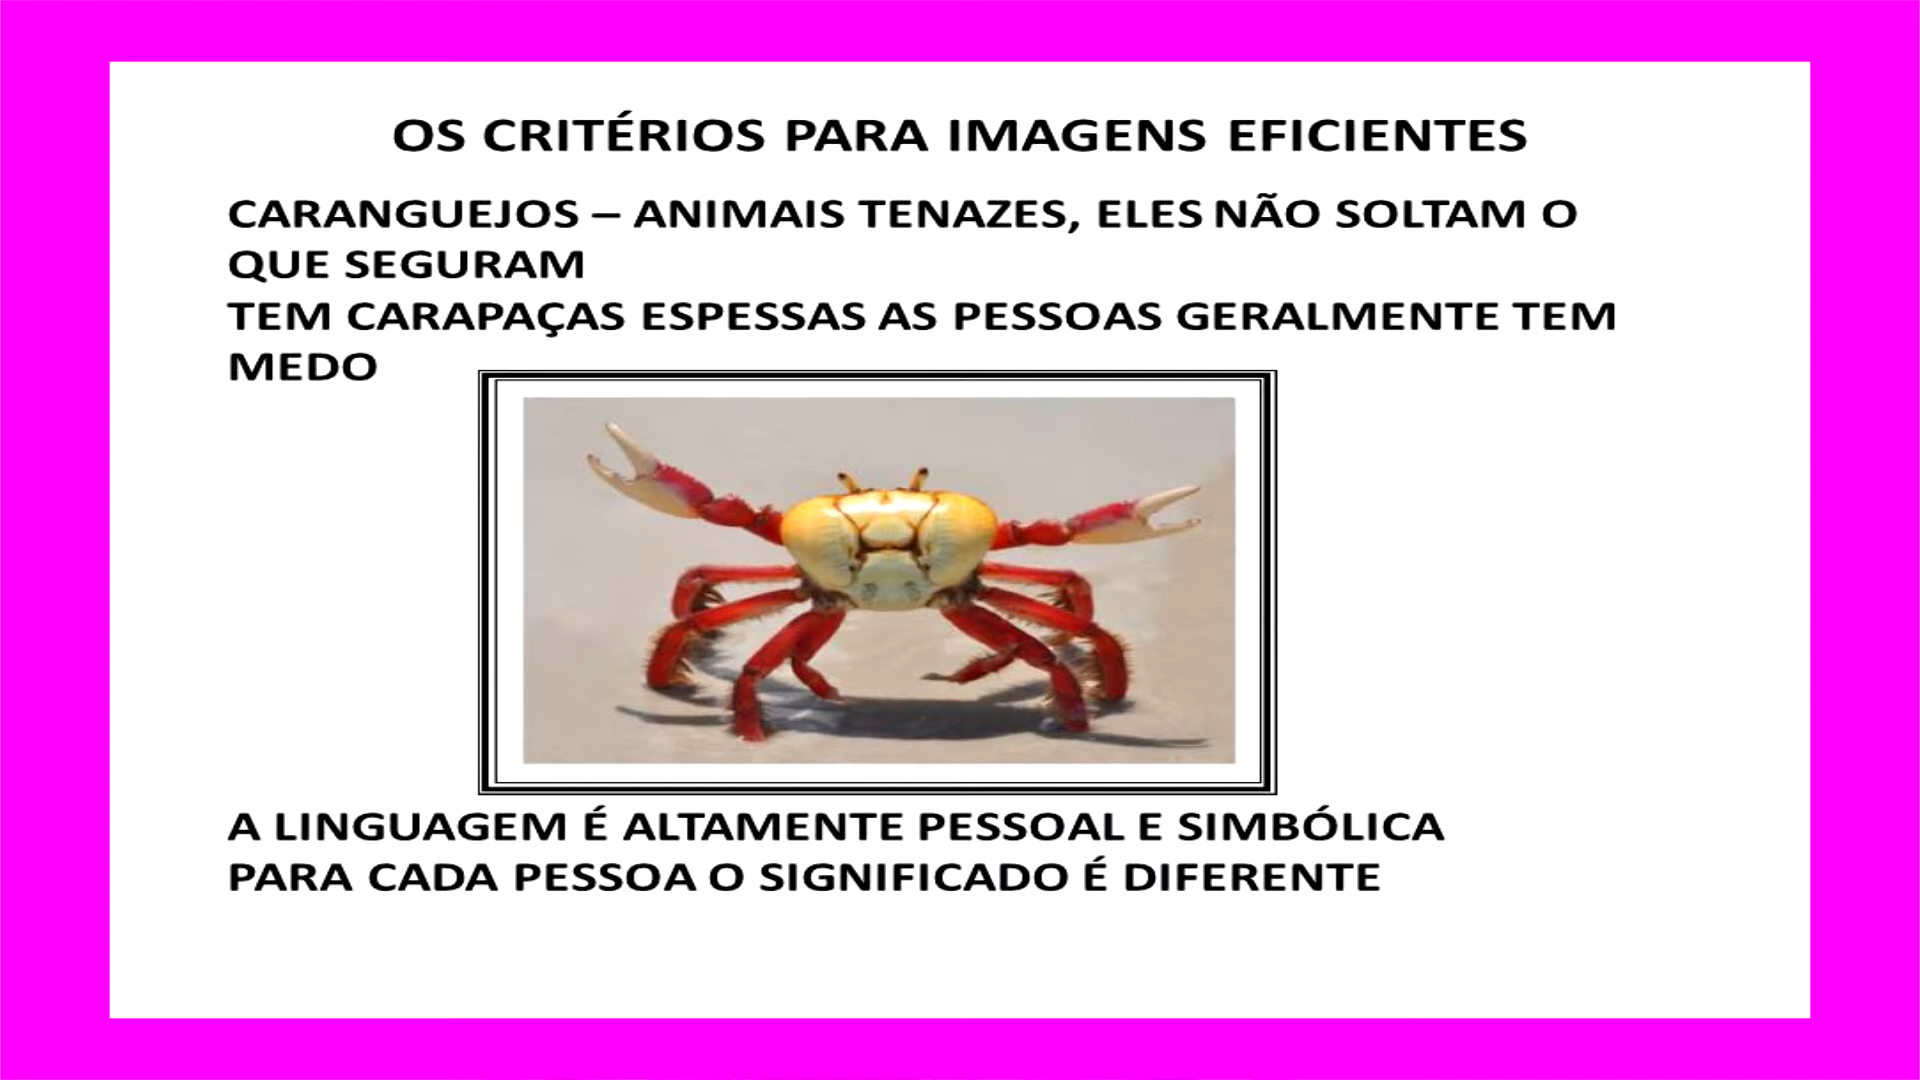 OS CRITÉRIOS PARA IMAGENS EFICIENTES
CARANGUEJOS – ANIMAIS TENAZES, ELES NÃO SOLTAM O
QUE SEGURAM
TEM CARAPAÇAS ESPESSAS AS PESSOAS GERALMENTE TEM
MEDO
A LINGUAGEM É ALTAMENTE PESSOAL E SIMBÓLICA
PARA CADA PESSOA O SIGNIFICADO É DIFERENTE